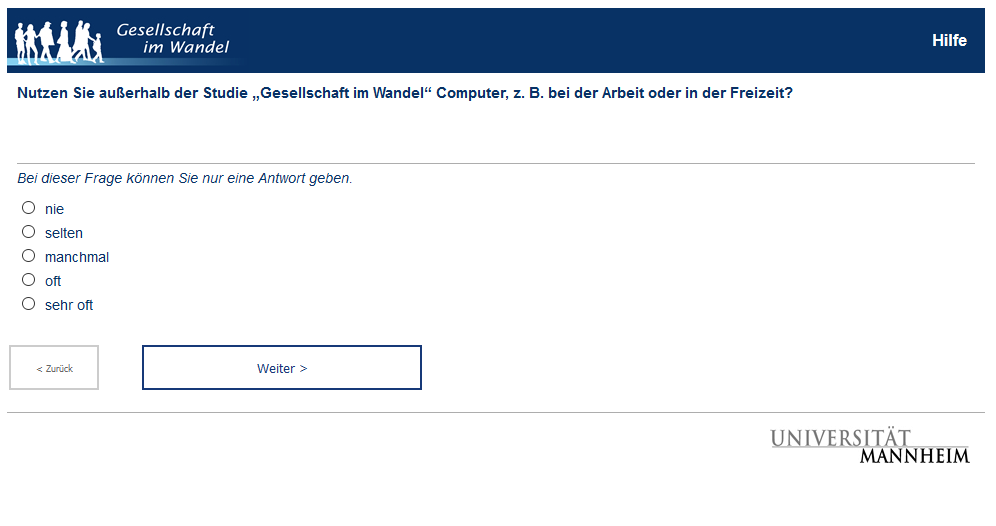 Gesellschaft
im Wandel
Hilfe
Nutzen Sie außerhalb der Studie „Gesellschaft im Wandel“ Computer, z. B. bei der Arbeit oder in der Freizeit?
Bei dieser Frage können Sie nur eine Antwort geben.
nie
selten
manchmal
oft
sehr oft
< Zurück
Weiter >
UNIVERSITÄT
MANNHEIM